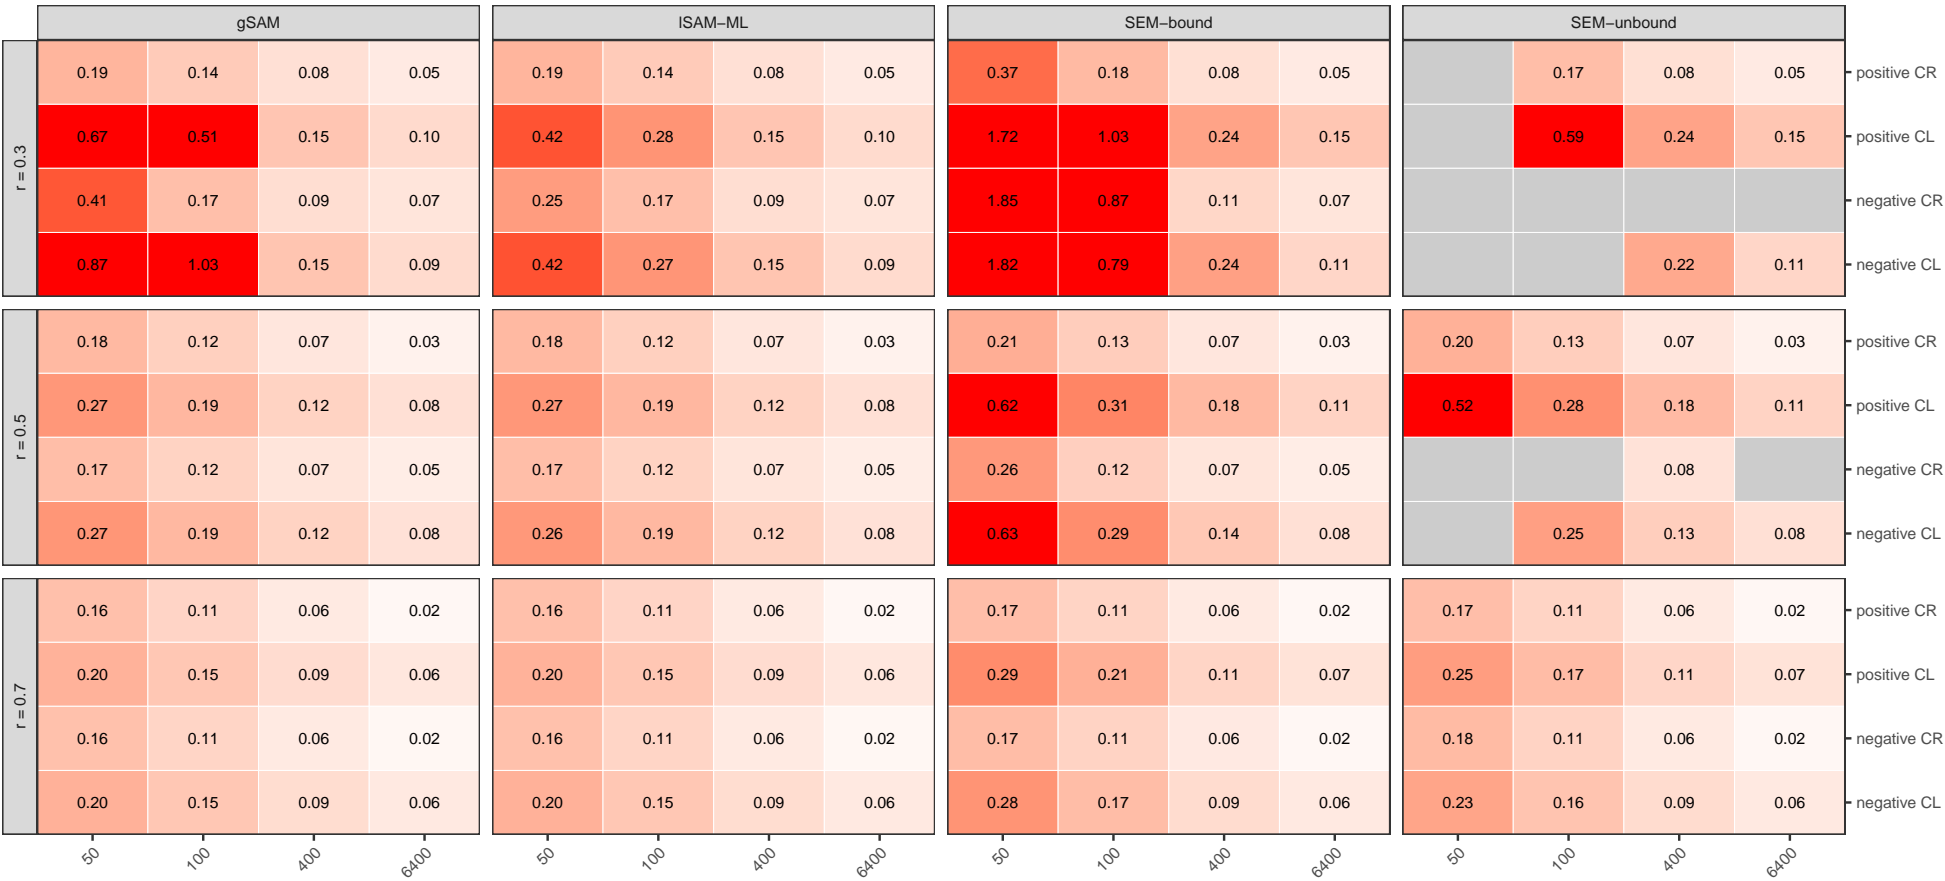 gSAM lSAM−ML SEM−bound SEM−unbound
r = 0.3
0.19 0.14 0.08 0.05 0.19 0.14 0.08 0.05 0.37 0.18 0.08 0.05 0.17 0.08 0.05 positive CR
0.67 0.51 0.15 0.10 0.42 0.28 0.15 0.10 1.72 1.03 0.24 0.15 0.59 0.24 0.15 positive CL
0.41 0.17 0.09 0.07 0.25 0.17 0.09 0.07 1.85 0.87 0.11 0.07 negative CR
0.87 1.03 0.15 0.09 0.42 0.27 0.15 0.09 1.82 0.79 0.24 0.11 0.22 0.11 negative CL
r = 0.5
0.18 0.12 0.07 0.03 0.18 0.12 0.07 0.03 0.21 0.13 0.07 0.03 0.20 0.13 0.07 0.03 positive CR
0.27 0.19 0.12 0.08 0.27 0.19 0.12 0.08 0.62 0.31 0.18 0.11 0.52 0.28 0.18 0.11 positive CL
0.17 0.12 0.07 0.05 0.17 0.12 0.07 0.05 0.26 0.12 0.07 0.05 0.08 negative CR
0.27 0.19 0.12 0.08 0.26 0.19 0.12 0.08 0.63 0.29 0.14 0.08 0.25 0.13 0.08 negative CL
r = 0.7
0.16 0.11 0.06 0.02 0.16 0.11 0.06 0.02 0.17 0.11 0.06 0.02 0.17 0.11 0.06 0.02 positive CR
0.20 0.15 0.09 0.06 0.20 0.15 0.09 0.06 0.29 0.21 0.11 0.07 0.25 0.17 0.11 0.07 positive CL
0.16 0.11 0.06 0.02 0.16 0.11 0.06 0.02 0.17 0.11 0.06 0.02 0.18 0.11 0.06 0.02 negative CR
0.20 0.15 0.09 0.06 0.20 0.15 0.09 0.06 0.28 0.17 0.09 0.06 0.23 0.16 0.09 0.06 negative CL
50 100 400 6400 50 100 400 6400 50 100 400 6400 50 100 400 6400